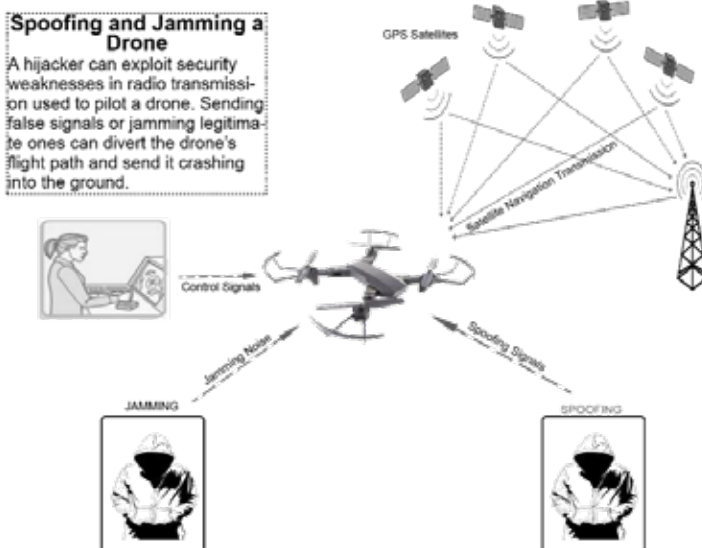 Spoofing and Jamming a
Drone
A hijacker can exploit security
weaknesses in radio transmissi-
on used to pilot a drone. Sending
false signals or jamming legitima-
te ones can divert the drone's
flight path and send it crashing
into the ground.
GPS Satellites
Satellite Navigation Transmission
Control Signals
Jamming Noise
Spoofing Signals
JAMMING
SPOOFING